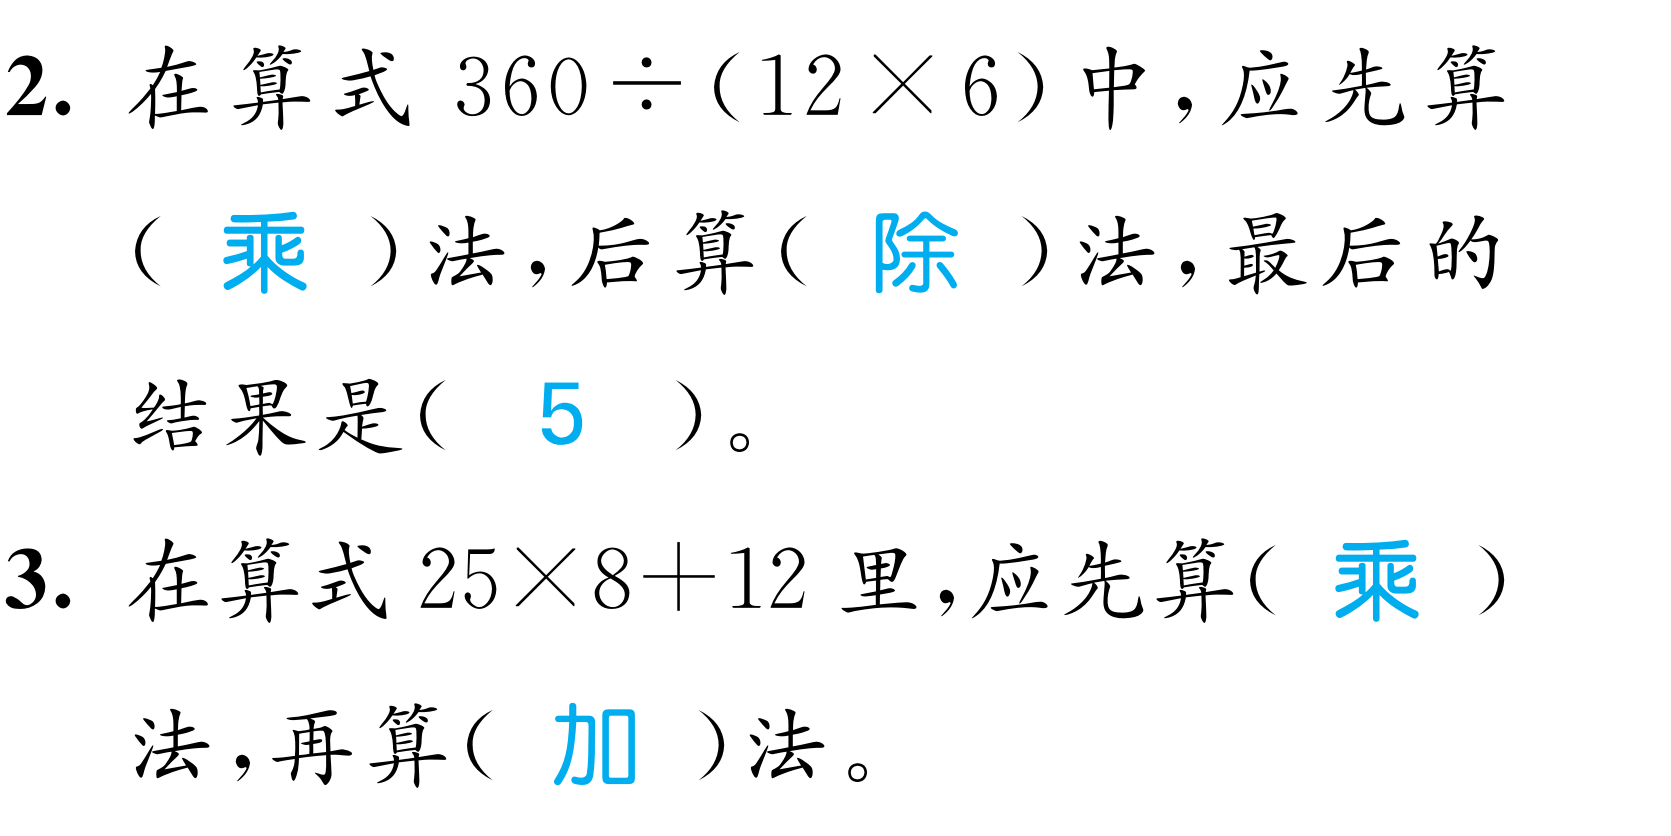 2. 在算式 360÷(12×6)中,应先算
( 乘 )法,后算( 除 )法,最后的
结果是( 5 )。
3. 在算式 25×8+12 里,应先算( 乘 )
法,再算( 加 )法。